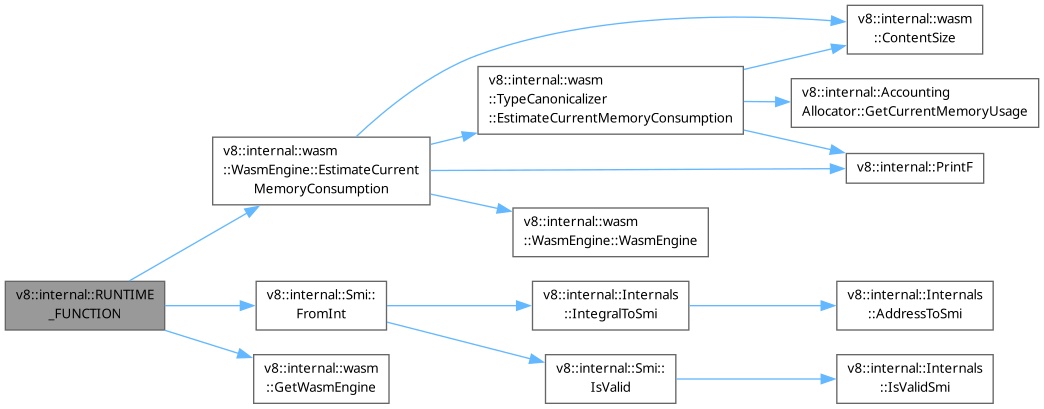 v8::internal::wasm
::ContentSize
v8::internal::wasm
::TypeCanonicalizer
::EstimateCurrentMemoryConsumption
v8::internal::Accounting
Allocator::GetCurrentMemoryUsage
v8::internal::wasm
::WasmEngine::EstimateCurrent
MemoryConsumption
v8::internal::PrintF
v8::internal::wasm
::WasmEngine::WasmEngine
v8::internal::RUNTIME
_FUNCTION
v8::internal::Smi::
FromInt
v8::internal::Internals
::IntegralToSmi
v8::internal::Internals
::AddressToSmi
v8::internal::wasm
::GetWasmEngine
v8::internal::Smi::
IsValid
v8::internal::Internals
::IsValidSmi